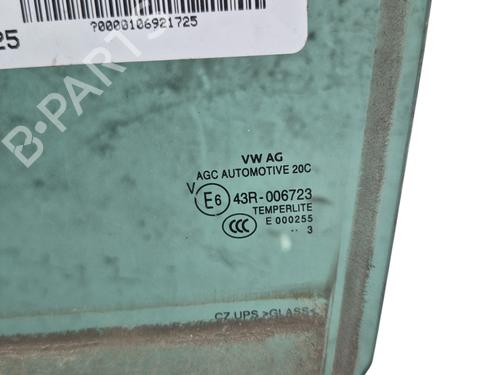 25
?0000106921725
B-PARTS
VW AG
AGC AUTOMOTIVE 20C
V E6 43R-006723
TEMPERLITE
CCC E 000255
.. 3
CZ UPS >GLASS<